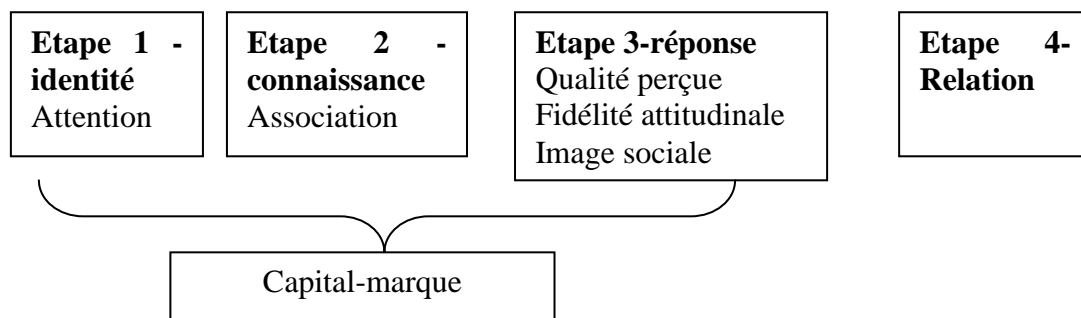 Etape 1 -
identité
Attention
Etape 2 -
connaissance
Association
Etape 3-réponse
Qualité perçue
Fidélité attitudinale
Image sociale
Etape 4-
Relation
Capital-marque